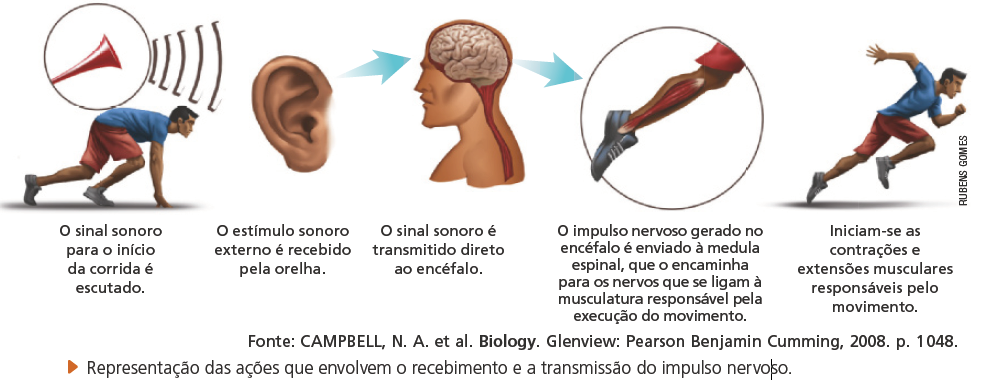 O sinal sonoro
para o início
da corrida é
escutado.
O estímulo sonoro
externo é recebido
pela orelha.
O sinal sonoro é
transmitido direto
ao encéfalo.
O impulso nervoso gerado no
encéfalo é enviado à medula
espinal, que o encaminha
para os nervos que se ligam à
musculatura responsável pela
execução do movimento.
Iniciam-se as
contrações e
extensões musculares
responsáveis pelo
movimento.
RUBENS GOMES
Fonte: CAMPBELL, N. A. et al. Biology. Glenview: Pearson Benjamin Cumming, 2008. p. 1048.
Representação das ações que envolvem o recebimento e a transmissão do impulso nervoso.